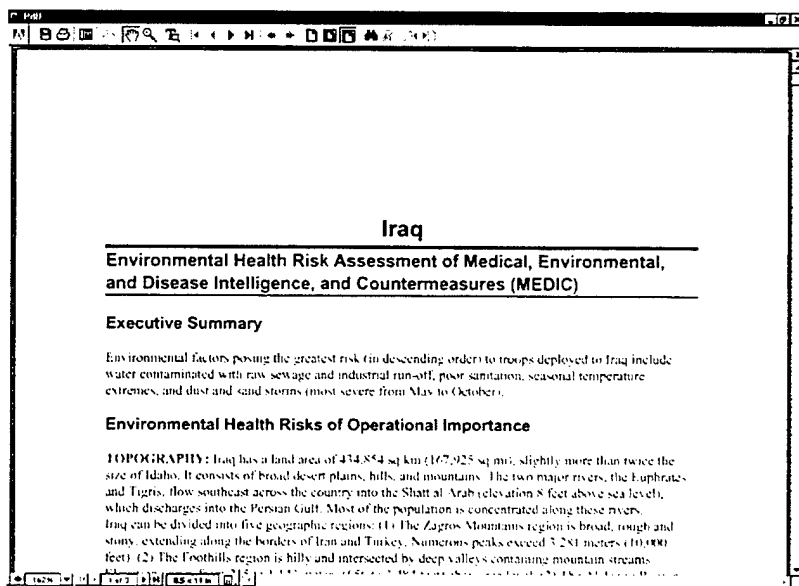 Iraq
Environmental Health Risk Assessment of Medical, Environmental,
and Disease Intelligence, and Countermeasures (MEDIC)
Executive Summary
Environmental factors posing the greatest risk (in descending order) to troops deployed to Iraq include
water contaminated with raw sewage and industrial run-off, poor sanitation, seasonal temperature
extremes, and dust and sand storms (most severe from May to October).
Environmental Health Risks of Operational Importance
TOPOGRAPHY: Iraq has a land area of 434,854 sq km (167,925 sq mi), slightly more than twice the
size of Idaho. It consists of broad desert plains, hills, and mountains. The two major rivers, the Euphrates
and Tigris, flow southeast across the country into the Shatt al Arab (elevation 8 feet above sea level),
which discharges into the Persian Gulf. Most of the population is concentrated along these rivers.
Iraq can be divided into five geographic regions: (1) The Zagros Mountains region is broad, rough and
stony, extending along the borders of Iran and Turkey. Numerous peaks exceed 3,281 meters (10,000
feet). (2) The Foothills region is hilly and intersected by deep valleys containing mountain streams
162% 1 of 2 8.5 x 11 in